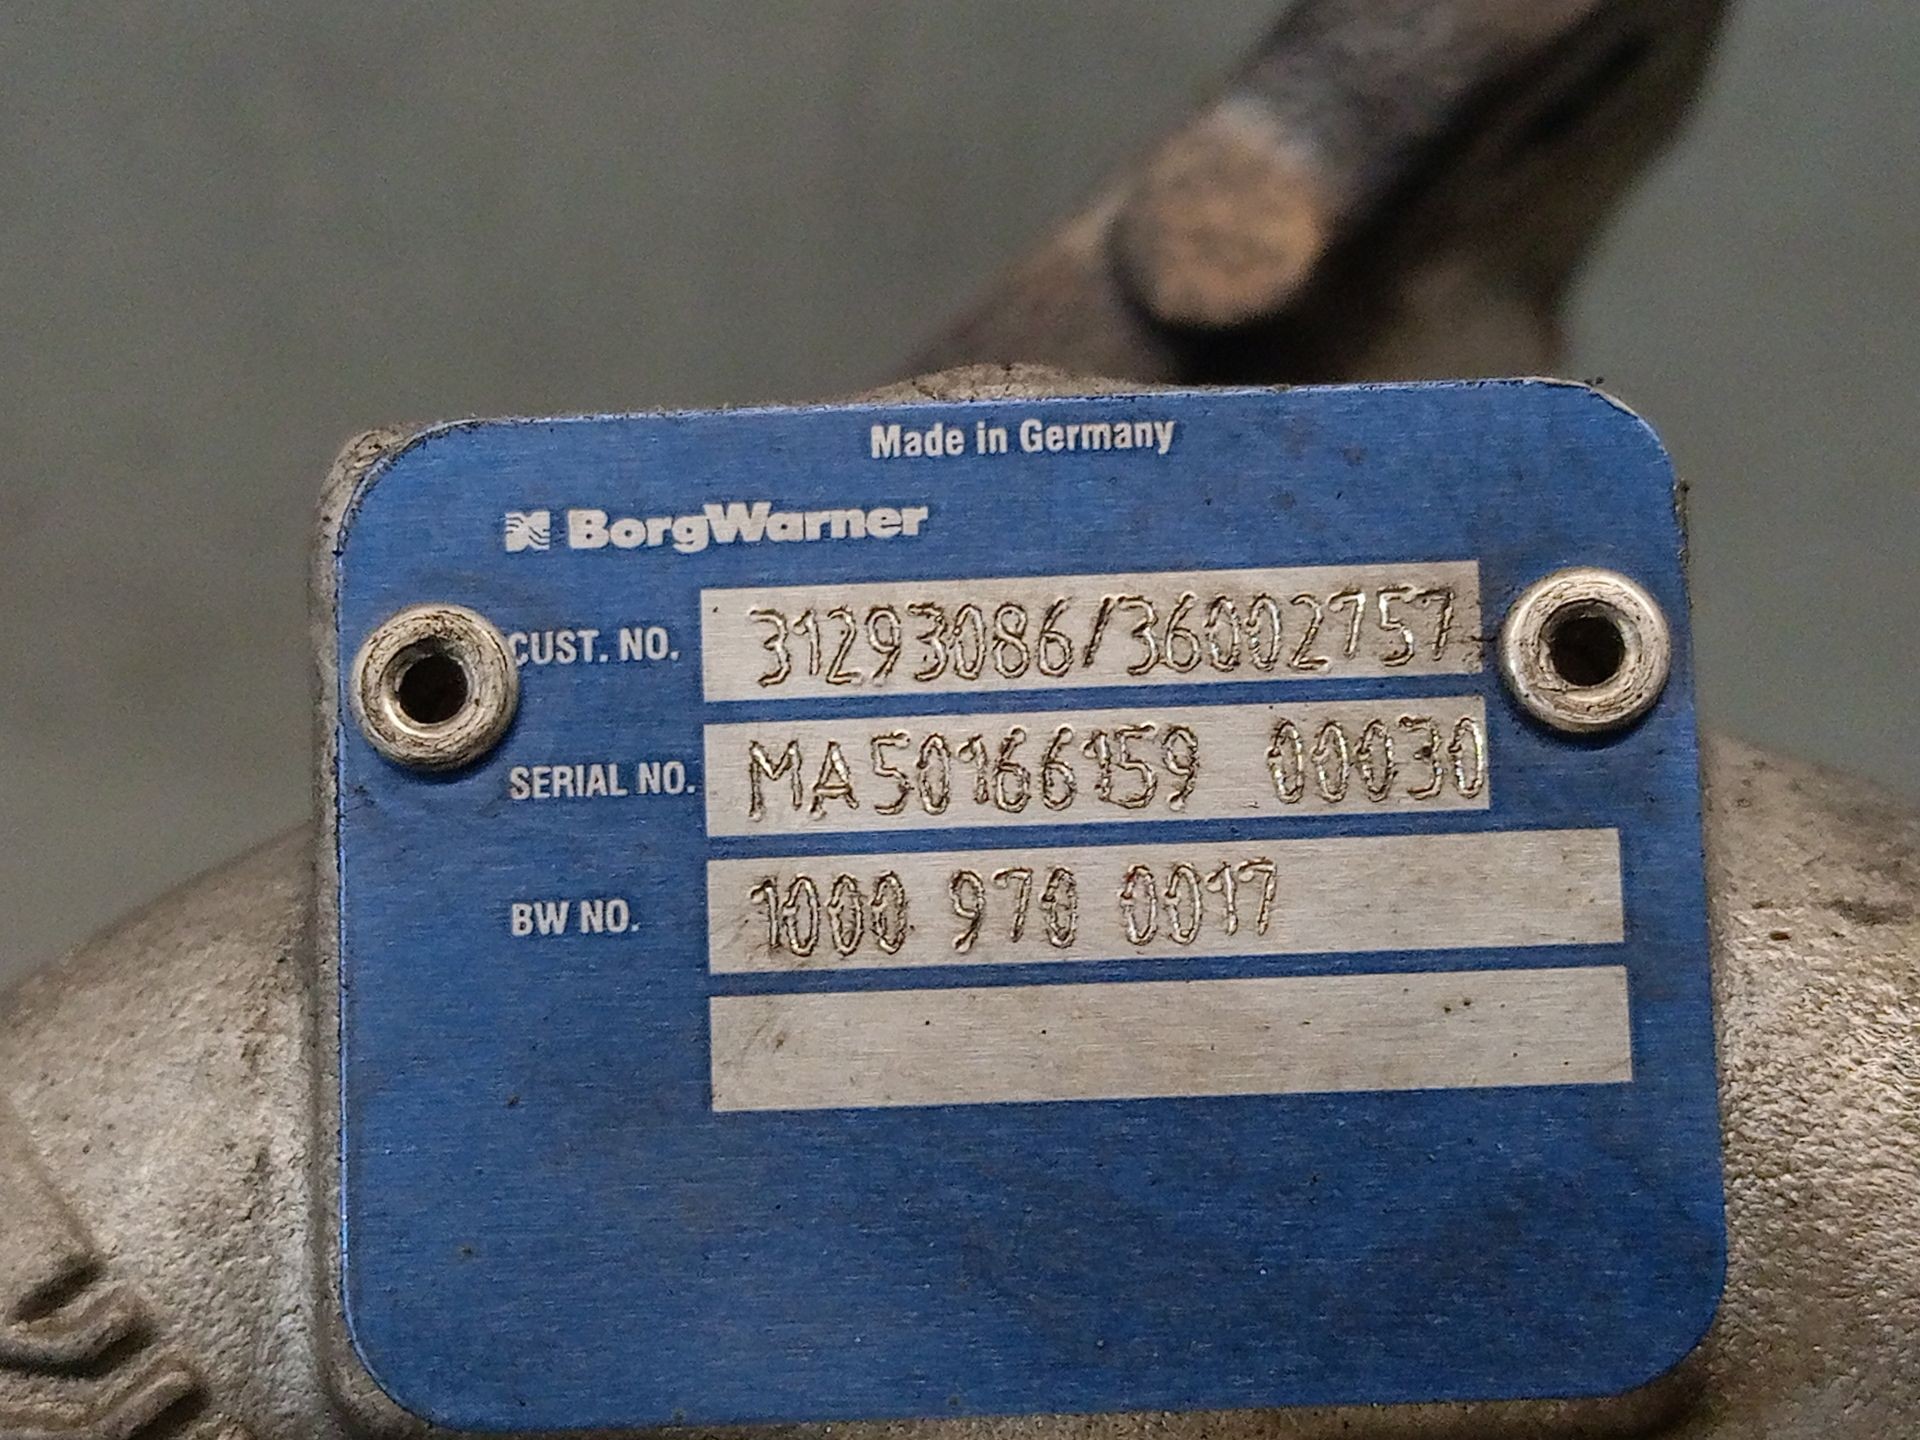 Made in Germany
BorgWarner
CUST. NO. 31293086/36002757
SERIAL NO. MA50166159 00030
BW NO. 1000 970 0017